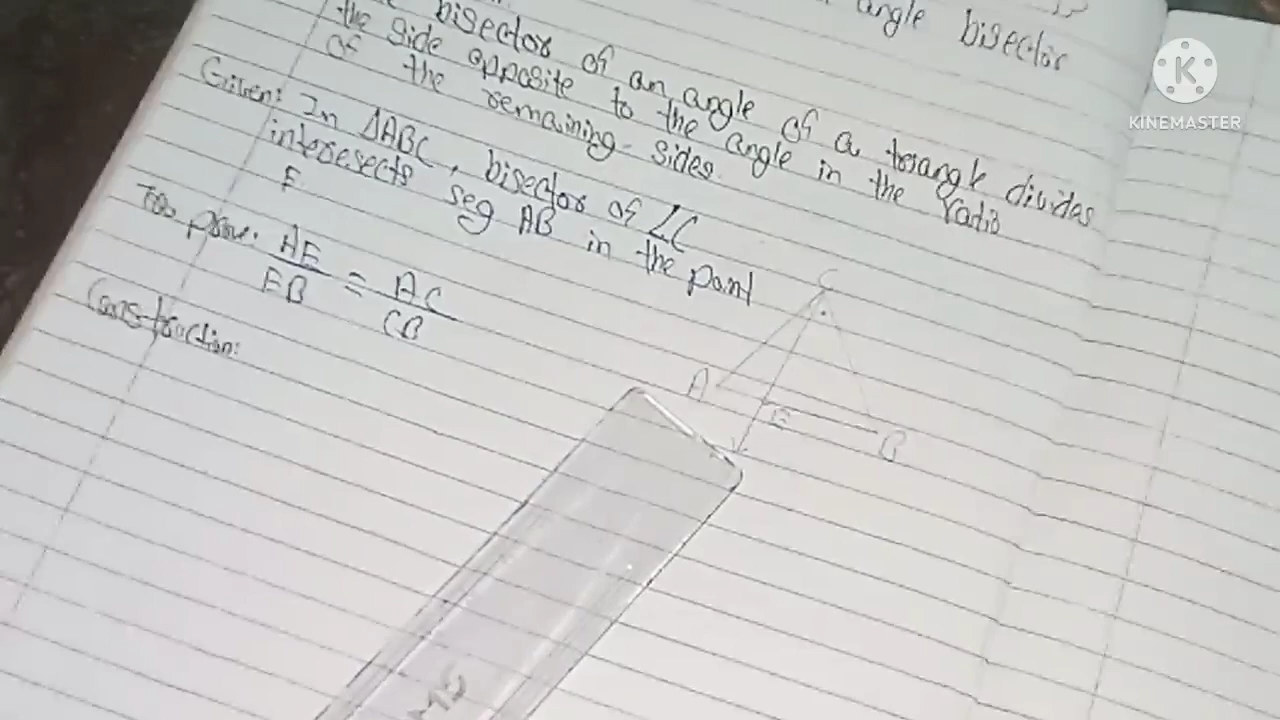 angle bisector
bisector of an angle of a triangle divides
the side opposite to the angle in the ratio
of the remaining sides.
Given: In ΔABC, bisector of ∠C
interesects seg AB in the point
E
To prove: AE/EB = AC/CB
Construction:
C
A
E
B
K
KINEMASTER